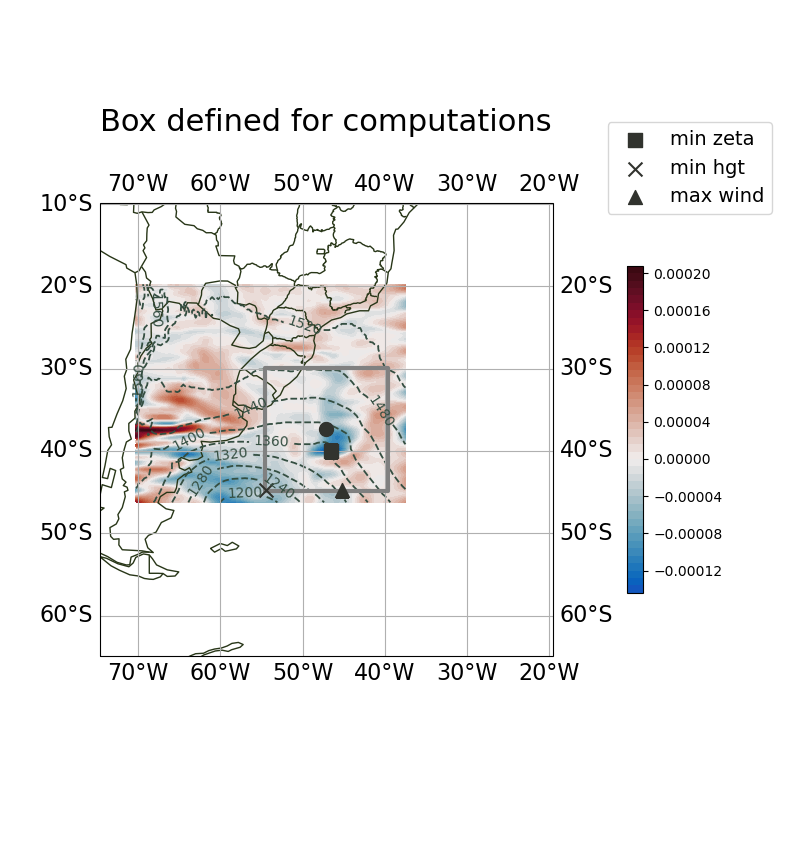 Box defined for computations
min zeta
min hgt
max wind
70°W 60°W 50°W 40°W 30°W 20°W
10°S
20°S 20°S
30°S
40°S
50°S
60°S 60°S
70°W 60°W 50°W 40°W 30°W 20°W
1520
1480
1440
1400
1360
1320
1280
1240
1200
0.00020
0.00016
0.00012
0.00008
0.00004
0.00000
−0.00004
−0.00008
−0.00012